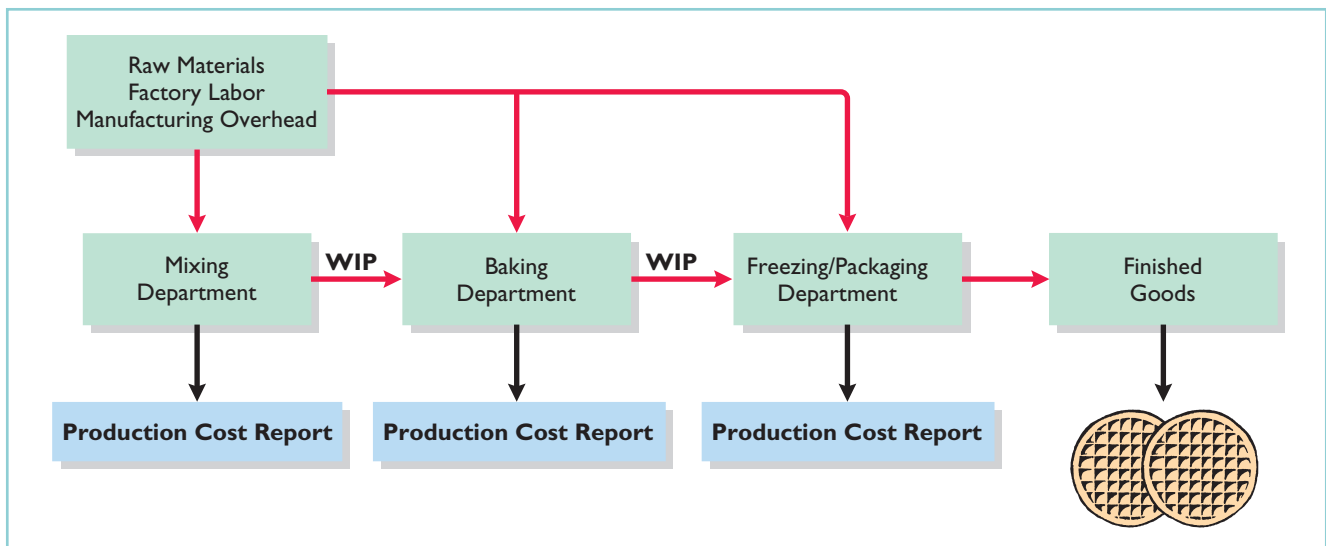 Raw Materials
Factory Labor
Manufacturing Overhead
Mixing
Department
WIP
Baking
Department
WIP
Freezing/Packaging
Department
Finished
Goods
Production Cost Report
Production Cost Report
Production Cost Report